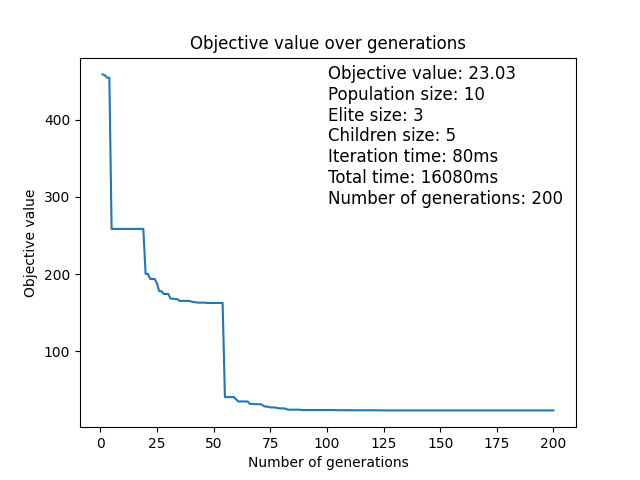 Objective value over generations
Objective value: 23.03
Population size: 10
Elite size: 3
Children size: 5
Iteration time: 80ms
Total time: 16080ms
Number of generations: 200
Objective value
400
300
200
100
0 25 50 75 100 125 150 175 200
Number of generations